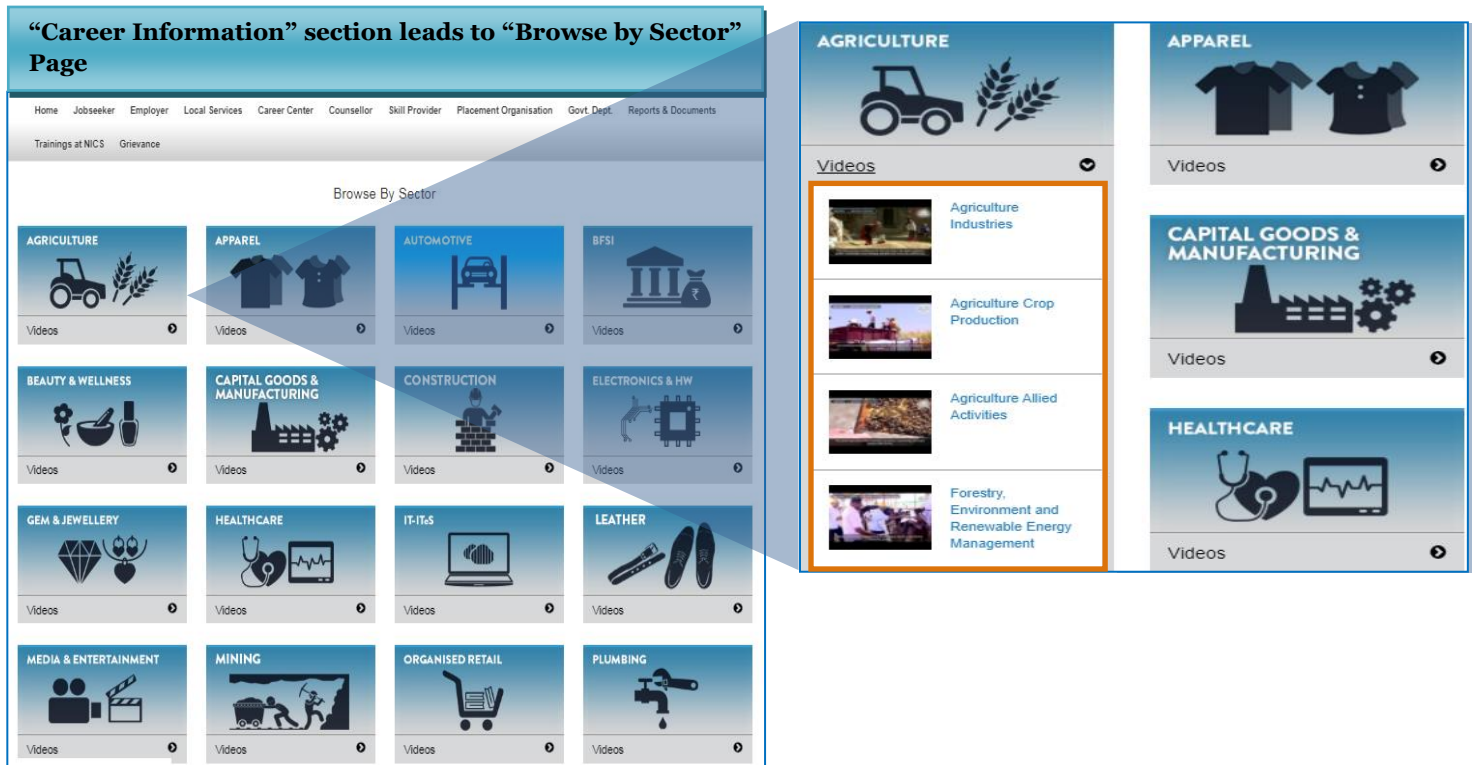 “Career Information” section leads to “Browse by Sector”
Page
Home Jobseeker Employer Local Services Career Center Counsellor Skill Provider Placement Organisation Govt. Dept. Reports & Documents
Trainings at NICS Grievance
Browse By Sector
AGRICULTURE APPAREL AUTOMOTIVE BFSI
₹
Videos Videos Videos Videos
BEAUTY & WELLNESS CAPITAL GOODS & CONSTRUCTION ELECTRONICS & HW
MANUFACTURING
Videos Videos Videos Videos
GEM & JEWELLERY HEALTHCARE IT-ITeS LEATHER
Videos Videos Videos Videos
MEDIA & ENTERTAINMENT MINING ORGANISED RETAIL PLUMBING
Videos Videos Videos Videos
AGRICULTURE
Videos
Agriculture
Industries
Agriculture Crop
Production
Agriculture Allied
Activities
Forestry,
Environment and
Renewable Energy
Management
APPAREL
Videos
CAPITAL GOODS &
MANUFACTURING
Videos
HEALTHCARE
Videos